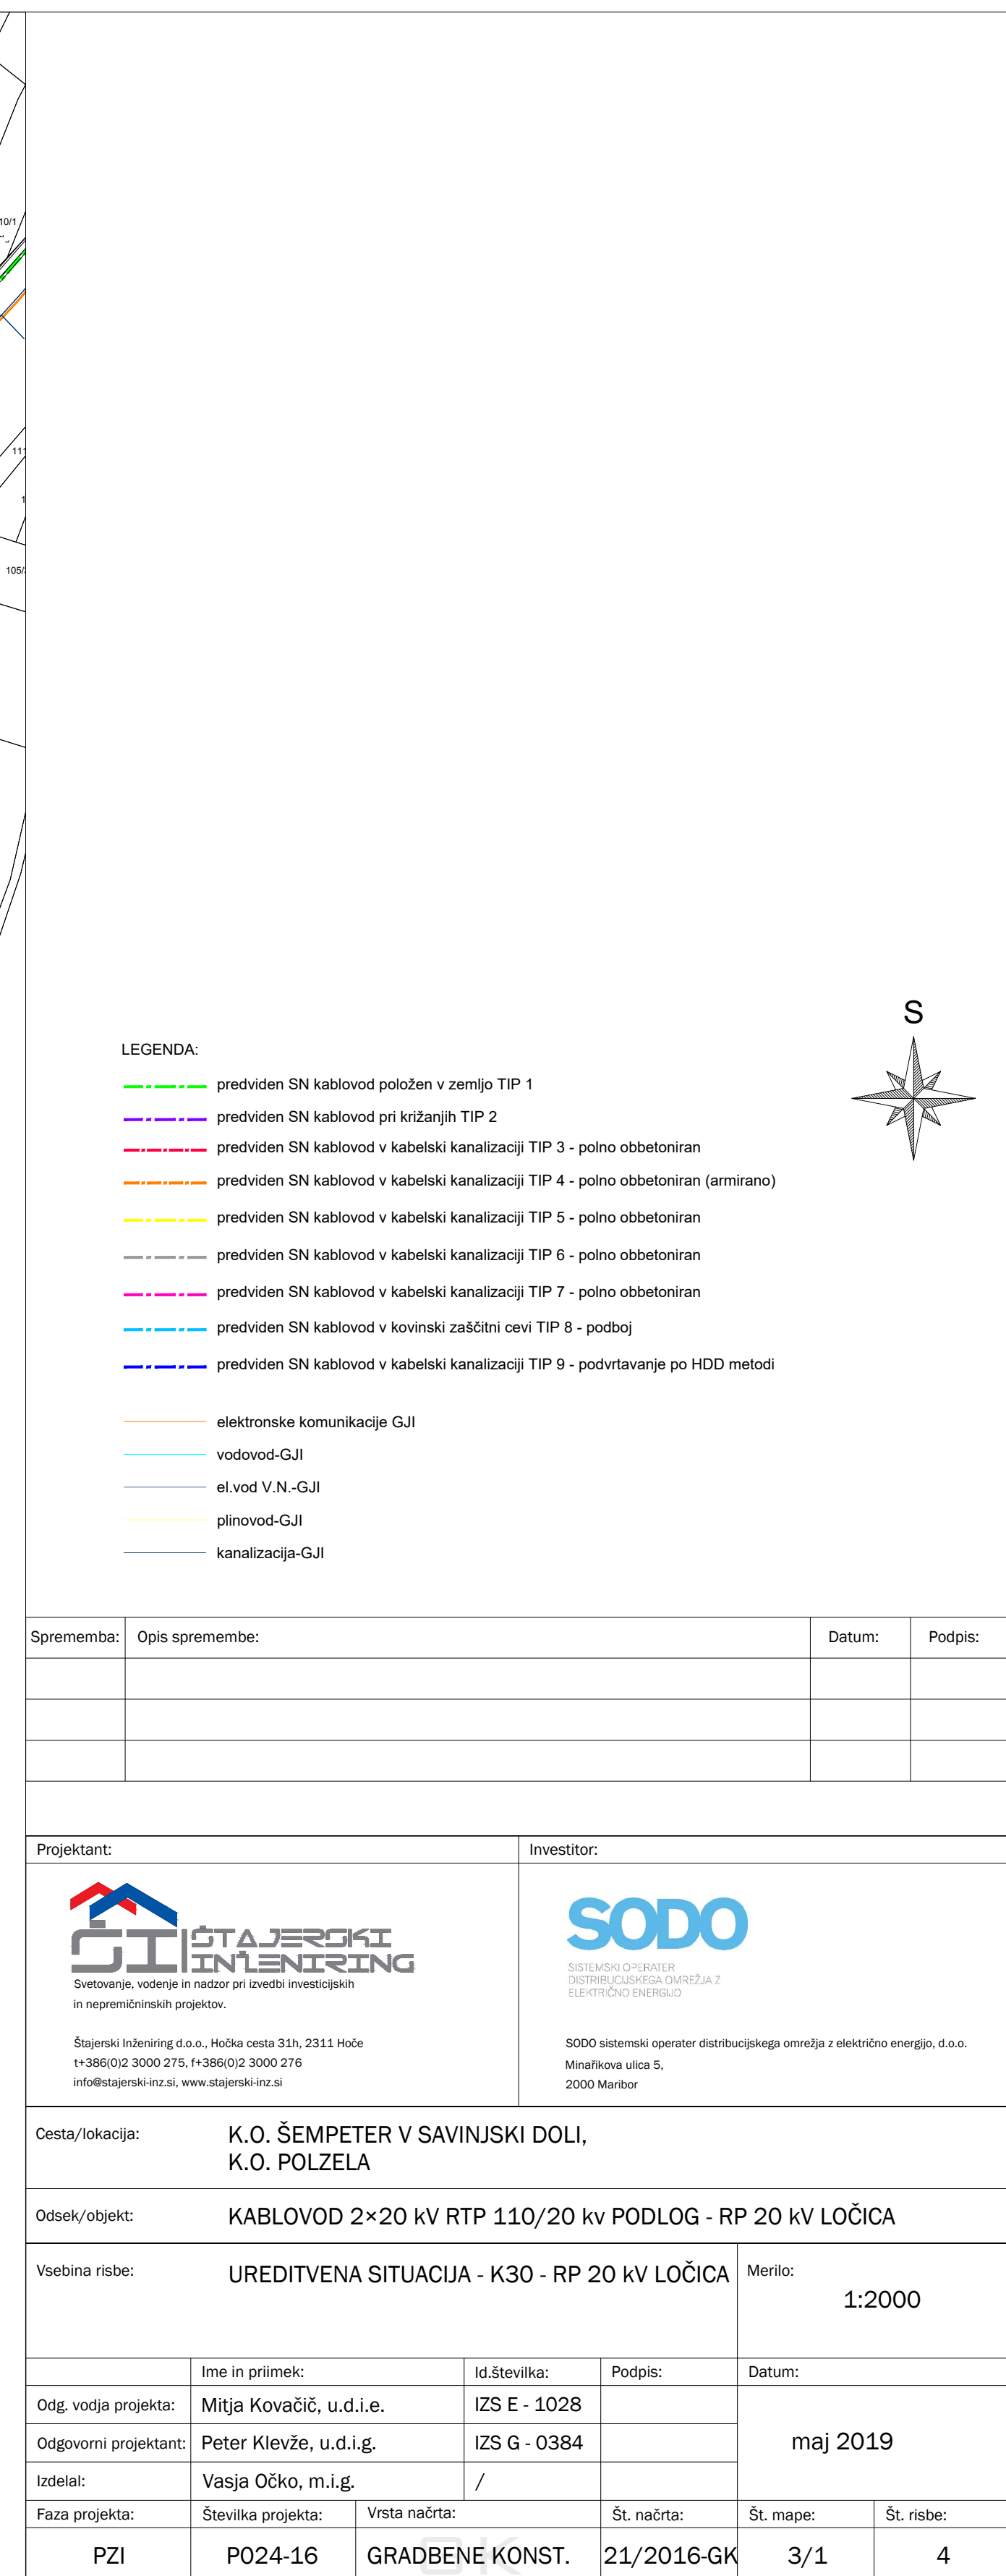 10/1
111
1
105/
S
LEGENDA:
predviden SN kablovod položen v zemljo TIP 1
predviden SN kablovod pri križanjih TIP 2
predviden SN kablovod v kabelski kanalizaciji TIP 3 - polno obbetoniran
predviden SN kablovod v kabelski kanalizaciji TIP 4 - polno obbetoniran (armirano)
predviden SN kablovod v kabelski kanalizaciji TIP 5 - polno obbetoniran
predviden SN kablovod v kabelski kanalizaciji TIP 6 - polno obbetoniran
predviden SN kablovod v kabelski kanalizaciji TIP 7 - polno obbetoniran
predviden SN kablovod v kovinski zaščitni cevi TIP 8 - podboj
predviden SN kablovod v kabelski kanalizaciji TIP 9 - podvrtavanje po HDD metodi
elektronske komunikacije GJI
vodovod-GJI
el.vod V.N.-GJI
plinovod-GJI
kanalizacija-GJI
Sprememba: Opis spremembe: Datum: Podpis:
Projektant: Investitor:
ŠI ŠTAJERSKI
INŽENIRING
Svetovanje, vodenje in nadzor pri izvedbi investicijskih
in nepremičninskih projektov.
Štajerski Inženiring d.o.o., Hočka cesta 31h, 2311 Hoče
t+386(0)2 3000 275, f+386(0)2 3000 276
info@stajerski-inz.si, www.stajerski-inz.si
SODO
SISTEMSKI OPERATER
DISTRIBUCIJSKEGA OMREŽJA Z
ELEKTRIČNO ENERGIJO
SODO sistemski operater distribucijskega omrežja z električno energijo, d.o.o.
Minařikova ulica 5,
2000 Maribor
Cesta/lokacija: K.O. ŠEMPETER V SAVINJSKI DOLI,
K.O. POLZELA
Odsek/objekt: KABLOVOD 2×20 kV RTP 110/20 kv PODLOG - RP 20 kV LOČICA
Vsebina risbe: UREDITVENA SITUACIJA - K30 - RP 20 kV LOČICA Merilo:
1:2000
Ime in priimek: Id.številka: Podpis: Datum:
Odg. vodja projekta: Mitja Kovačič, u.d.i.e. IZS E - 1028
Odgovorni projektant: Peter Klevže, u.d.i.g. IZS G - 0384 maj 2019
Izdelal: Vasja Očko, m.i.g. /
Faza projekta: Številka projekta: Vrsta načrta: Št. načrta: Št. mape: Št. risbe:
PZI P024-16 GRADBENE KONST. 21/2016-GK 3/1 4
OK